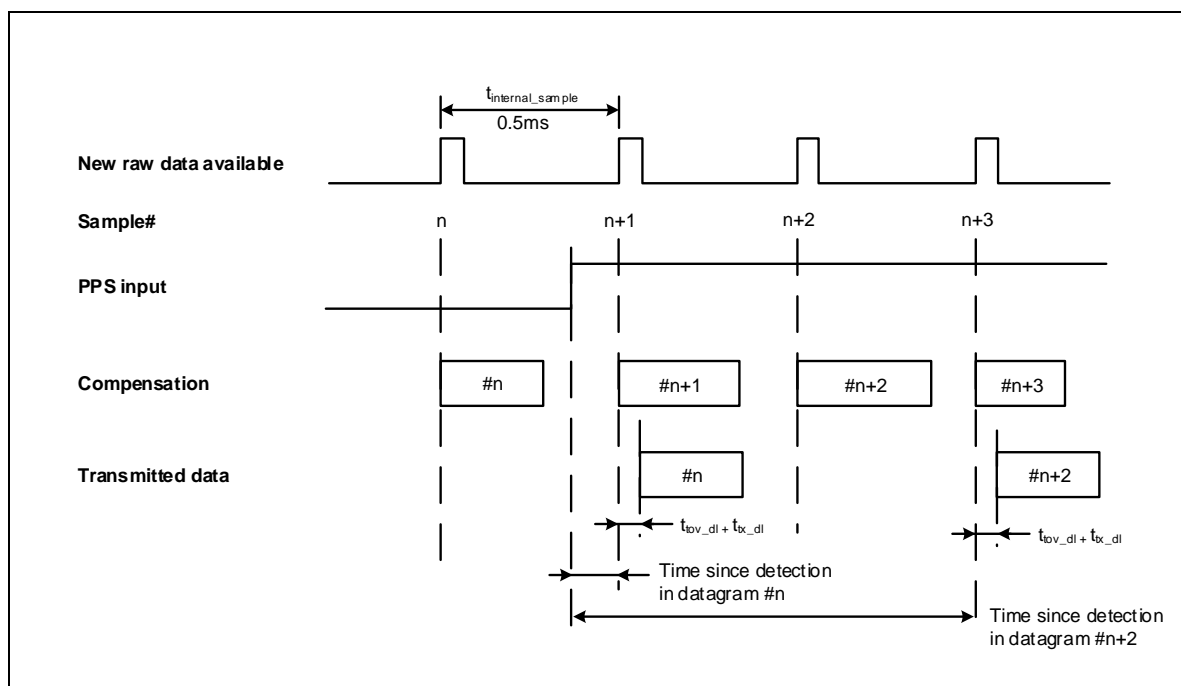 tinternal_sample
0.5ms
New raw data available
Sample#
n
n+1
n+2
n+3
PPS input
Compensation
#n
#n+1
#n+2
#n+3
Transmitted data
#n
#n+2
ttov_dl + ttx_dl
ttov_dl + ttx_dl
Time since detection
in datagram #n
Time since detection
in datagram #n+2